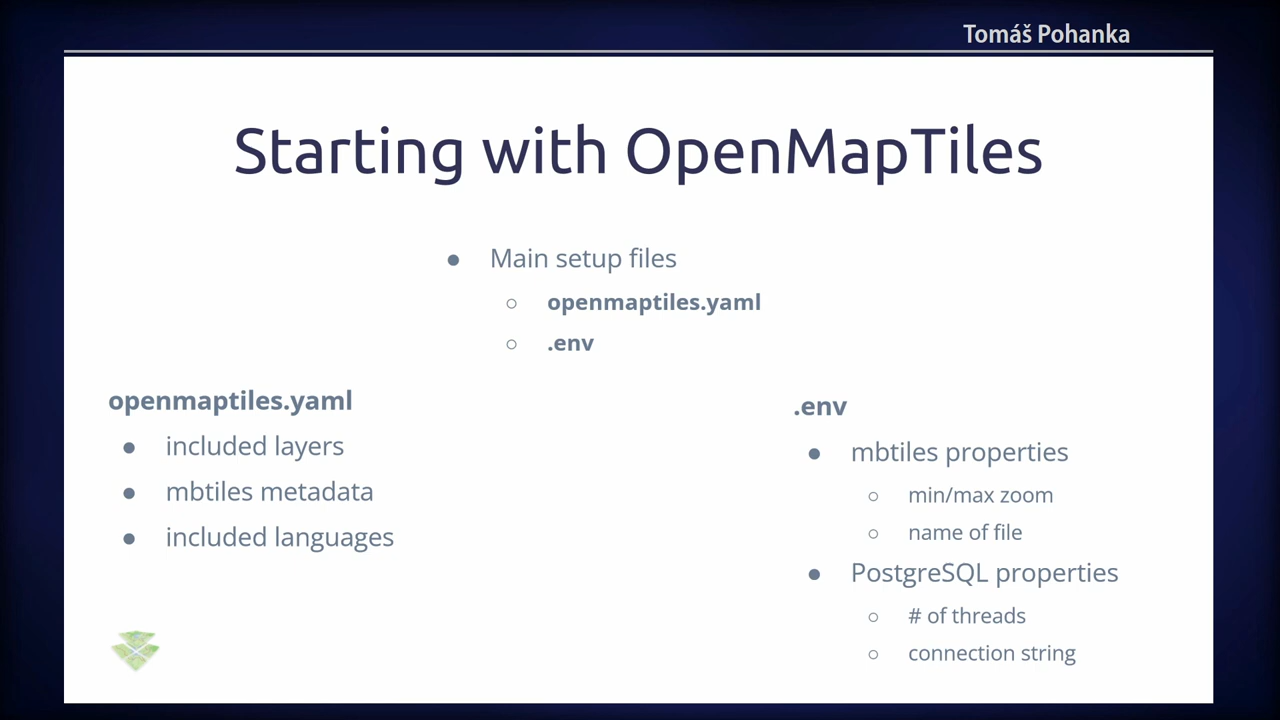 Tomáš Pohanka
Starting with OpenMapTiles
● Main setup files
○ openmaptiles.yaml
○ .env
openmaptiles.yaml
● included layers
● mbtiles metadata
● included languages
.env
● mbtiles properties
○ min/max zoom
○ name of file
● PostgreSQL properties
○ # of threads
○ connection string